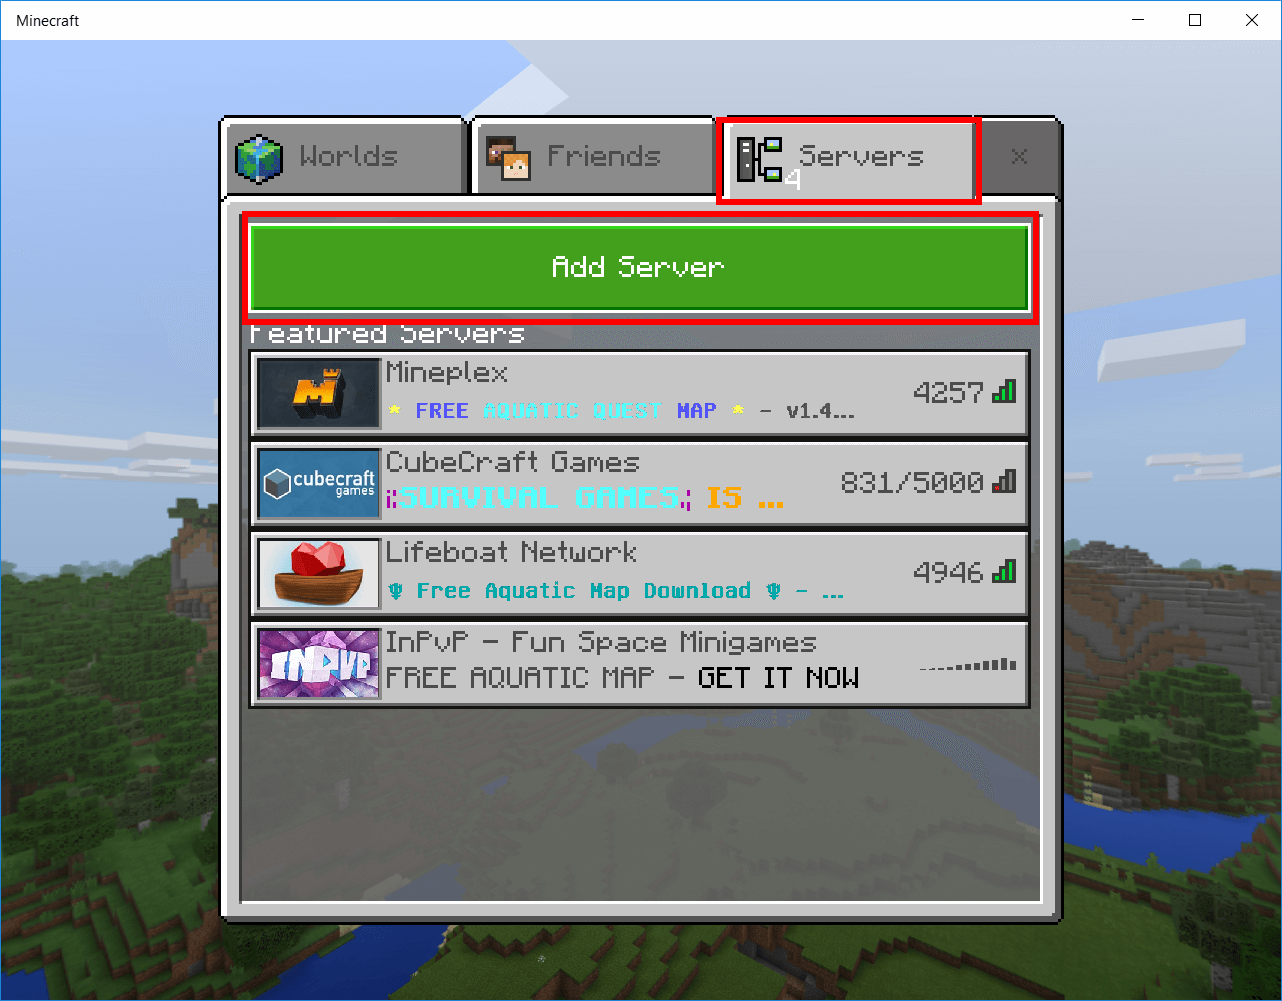 Minecraft
Worlds
Friends
Servers
4
Add Server
Featured Servers
Mineplex
* FREE AQUATIC QUEST MAP * - v1.4...
4257
cubecraft
games
CubeCraft Games
¡:SURVIVAL GAMES.¡ IS ...
831/5000
Lifeboat Network
Free Aquatic Map Download - ...
4946
INPVP
InPvP - Fun Space Minigames
FREE AQUATIC MAP - GET IT NOW